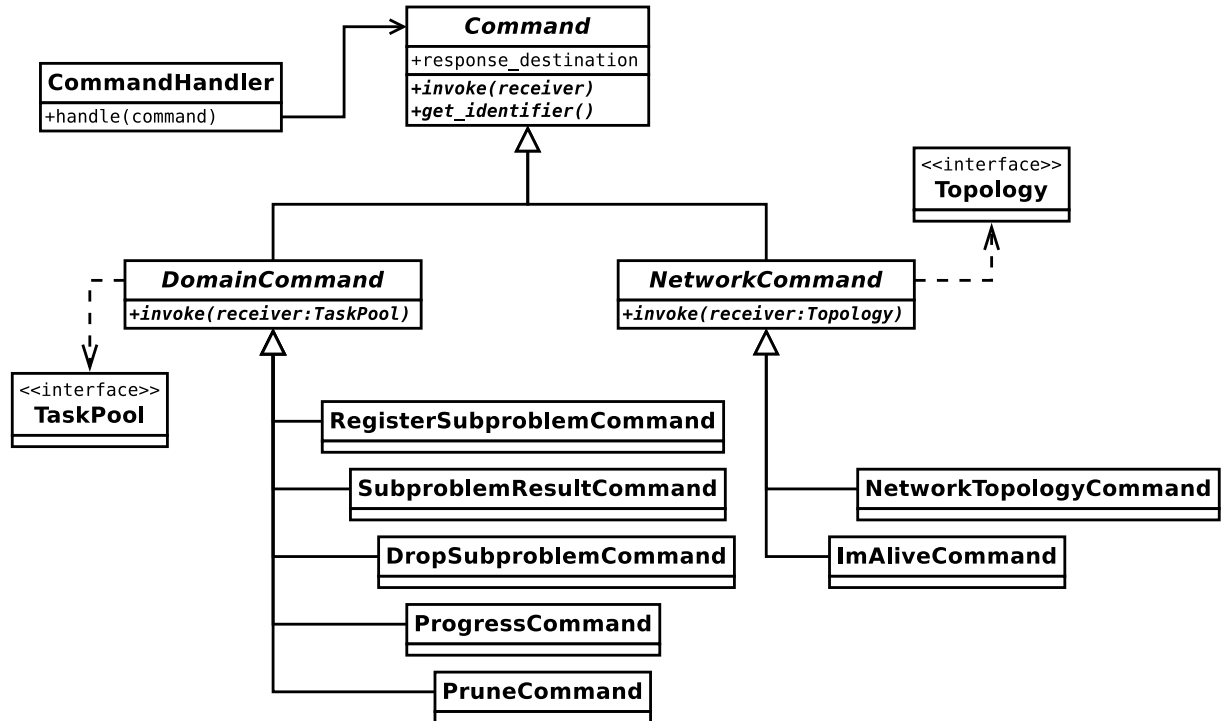 Command
+response_destination
+invoke(receiver)
+get_identifier()
CommandHandler
+handle(command)
<<interface>>
Topology
DomainCommand
+invoke(receiver:TaskPool)
NetworkCommand
+invoke(receiver:Topology)
<<interface>>
TaskPool
RegisterSubproblemCommand
SubproblemResultCommand
NetworkTopologyCommand
DropSubproblemCommand
ImAliveCommand
ProgressCommand
PruneCommand